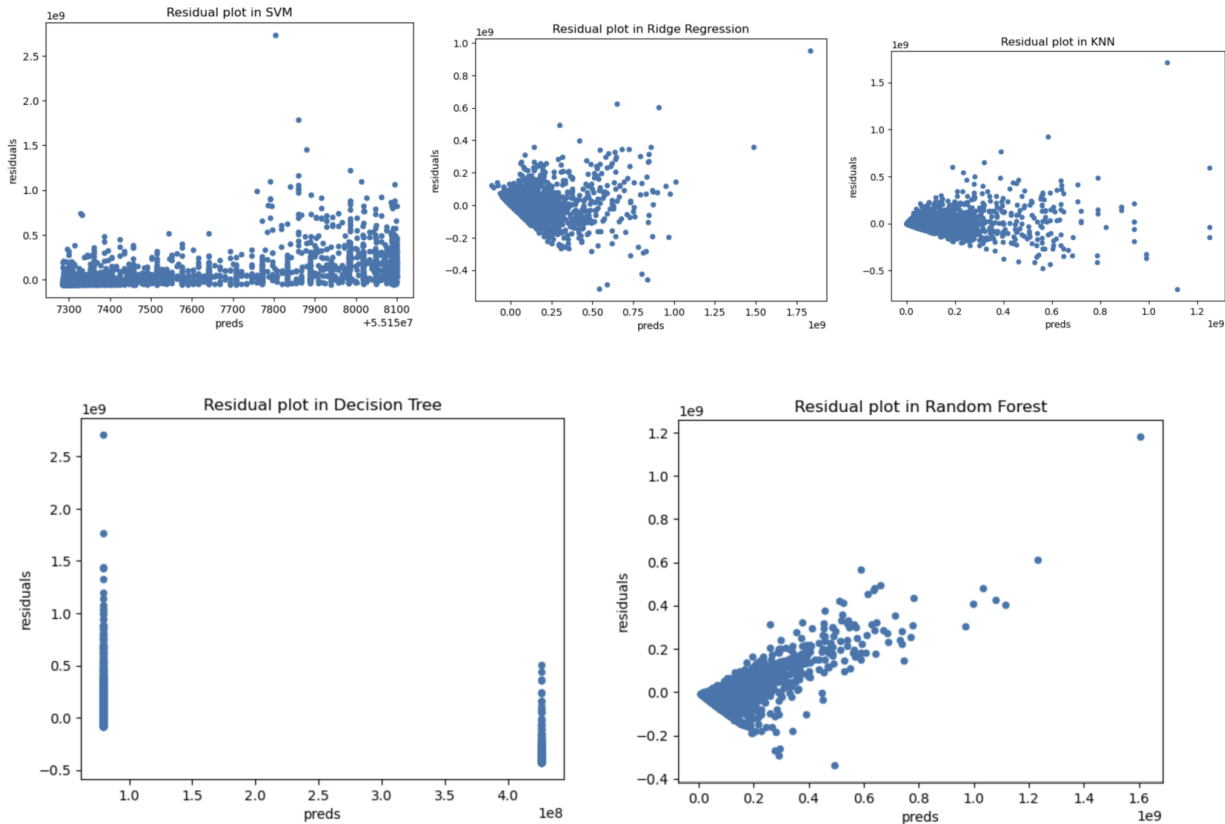 Residual plot in SVM
1e9
2.5
2.0
1.5
1.0
0.5
0.0
residuals
7300 7400 7500 7600 7700 7800 7900 8000 8100
preds
+5.515e7
Residual plot in Ridge Regression
1e9
1.0
0.8
0.6
0.4
0.2
0.0
−0.2
−0.4
residuals
0.00 0.25 0.50 0.75 1.00 1.25 1.50 1.75
preds
1e9
Residual plot in KNN
1e9
1.5
1.0
0.5
0.0
−0.5
residuals
0.0 0.2 0.4 0.6 0.8 1.0 1.2
preds
1e9
Residual plot in Decision Tree
1e9
2.5
2.0
1.5
1.0
0.5
0.0
−0.5
residuals
1.0 1.5 2.0 2.5 3.0 3.5 4.0
preds
1e8
Residual plot in Random Forest
1e9
1.2
1.0
0.8
0.6
0.4
0.2
0.0
−0.2
−0.4
residuals
0.0 0.2 0.4 0.6 0.8 1.0 1.2 1.4 1.6
preds
1e9